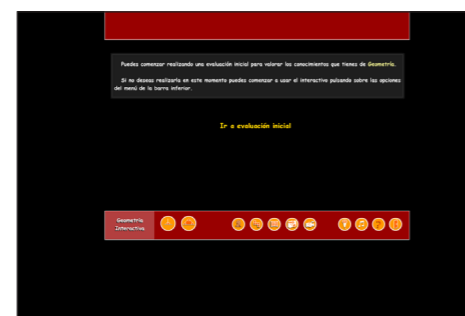 Puedes comenzar realizando una evaluación inicial para valorar los conocimientos que tienes de Geometría.
Si no deseas realizarla en este momento puedes comenzar a usar el interactivo pulsando sobre las opciones
del menú de la barra inferior.
Ir a evaluación inicial
Geometría
Interactiva